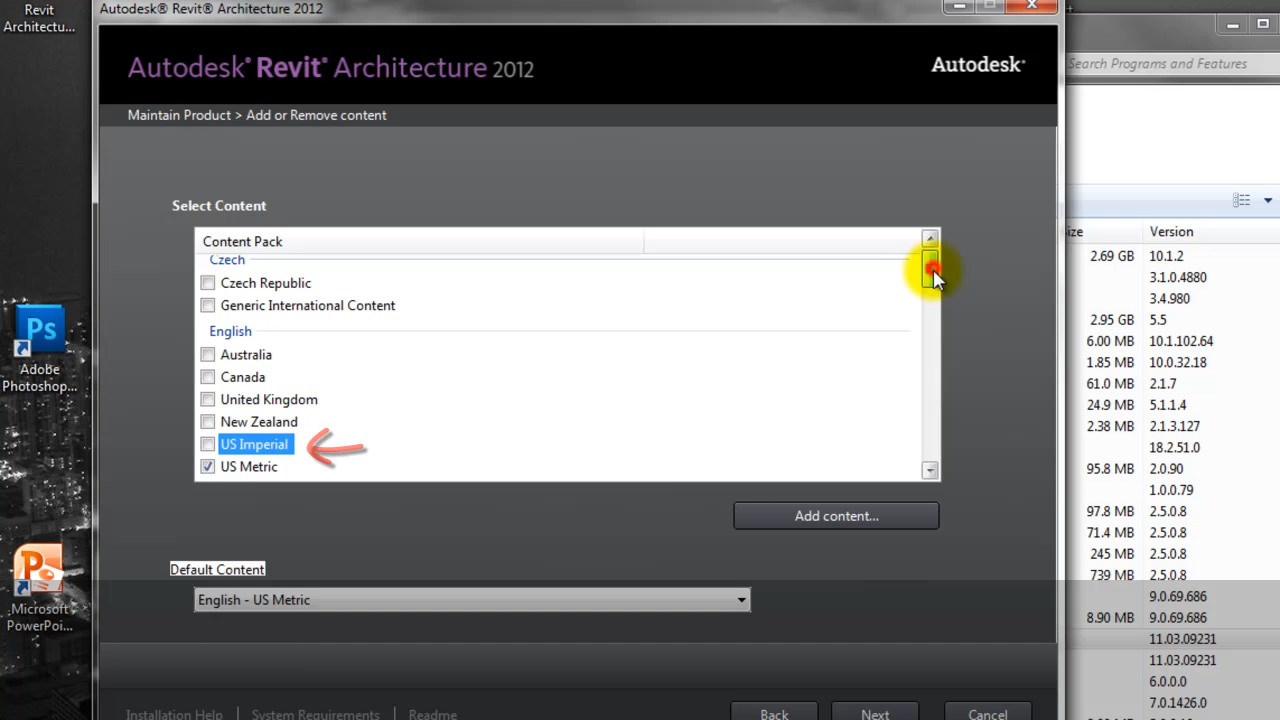 Revit
Architectu...
Autodesk® Revit® Architecture 2012
Autodesk® Revit® Architecture 2012
Autodesk®
Search Programs and Features
Maintain Product > Add or Remove content
Select Content
Content Pack
Czech
Czech Republic
Generic International Content
English
Australia
Canada
United Kingdom
New Zealand
US Imperial
US Metric
Add content...
Default Content
English - US Metric
Installation Help
System Requirements
Readme
Back
Next
Cancel
Ps
Adobe
Photoshop...
Microsoft
PowerPoi...
Version
2.69 GB 10.1.2
3.1.0.4880
3.4.980
2.95 GB 5.5
6.00 MB 10.1.102.64
1.85 MB 10.0.32.18
61.0 MB 2.1.7
24.9 MB 5.1.1.4
2.38 MB 2.1.3.127
18.2.51.0
95.8 MB 2.0.90
1.0.0.79
97.8 MB 2.5.0.8
71.4 MB 2.5.0.8
245 MB 2.5.0.8
739 MB 2.5.0.8
9.0.69.686
8.90 MB 9.0.69.686
11.03.09231
11.03.09231
6.0.0.0
7.0.1426.0